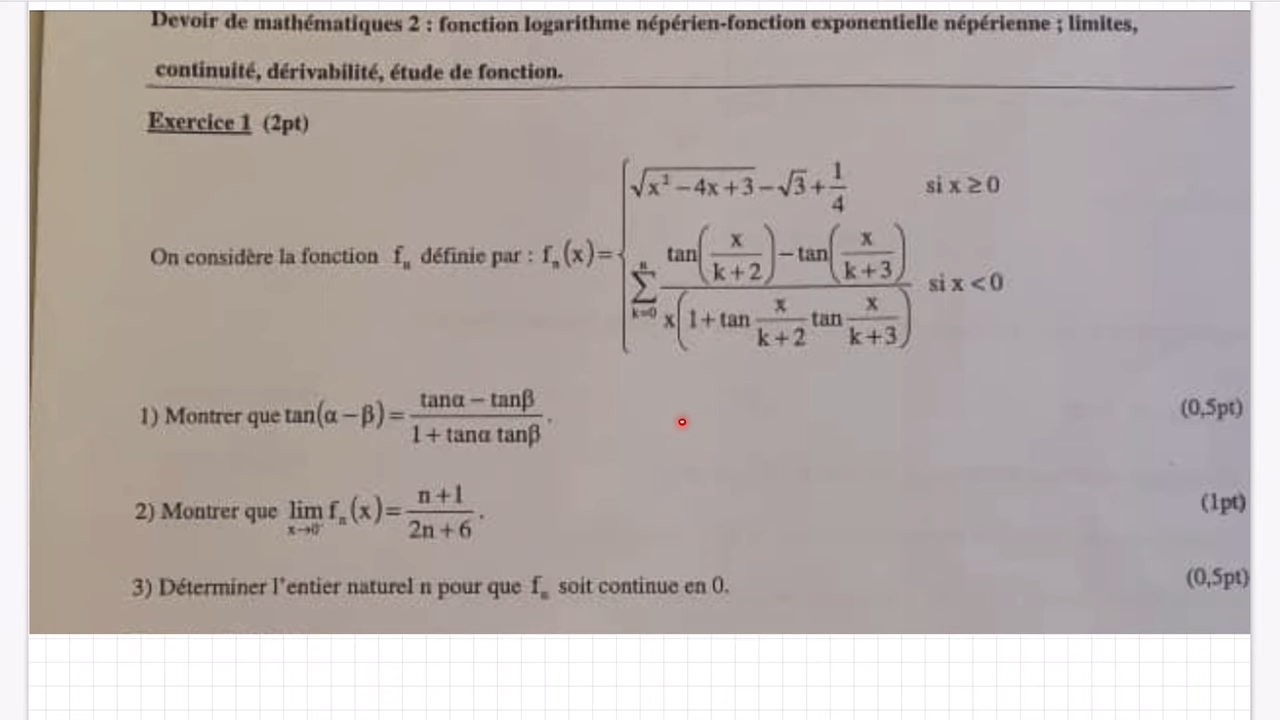 Devoir de mathématiques 2 : fonction logarithme népérien-fonction exponentielle népérienne ; limites,
continuité, dérivabilité, étude de fonction.
Exercice 1 (2pt)
On considère la fonction fₙ définie par : fₙ(x) = { √(x² − 4x + 3) − √3 + 1/4 si x ≥ 0
∑ₖ₌₀ⁿ (tan(x/(k+2)) − tan(x/(k+3))) / (x(1 + tan x/(k+2) tan x/(k+3))) si x < 0
1) Montrer que tan(α − β) = (tanα − tanβ)/(1 + tanα tanβ). (0,5pt)
2) Montrer que lim x→0⁻ fₙ(x) = (n+1)/(2n+6). (1pt)
3) Déterminer l'entier naturel n pour que fₙ soit continue en 0. (0,5pt)